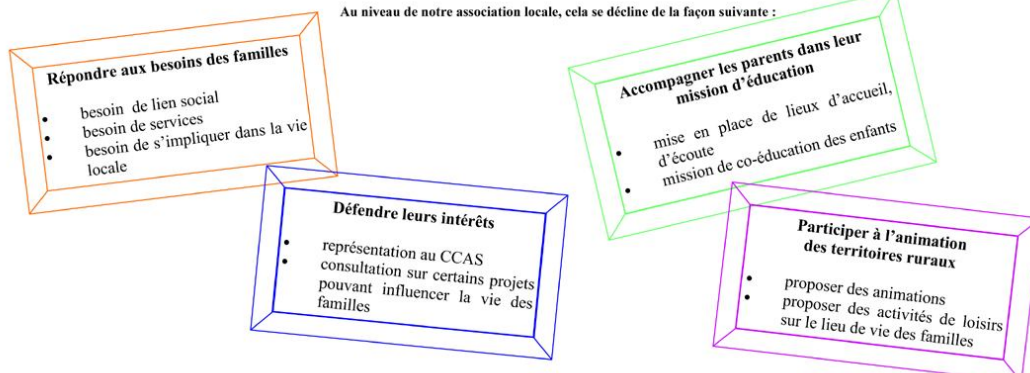 Au niveau de notre association locale, cela se décline de la façon suivante :
Répondre aux besoins des familles
• besoin de lien social
• besoin de services
• besoin de s'impliquer dans la vie
locale
Accompagner les parents dans leur
mission d'éducation
• mise en place de lieux d'accueil,
d'écoute
• mission de co-éducation des enfants
Défendre leurs intérêts
• représentation au CCAS
• consultation sur certains projets
pouvant influencer la vie des
familles
Participer à l'animation
des territoires ruraux
• proposer des animations
• proposer des activités de loisirs
sur le lieu de vie des familles